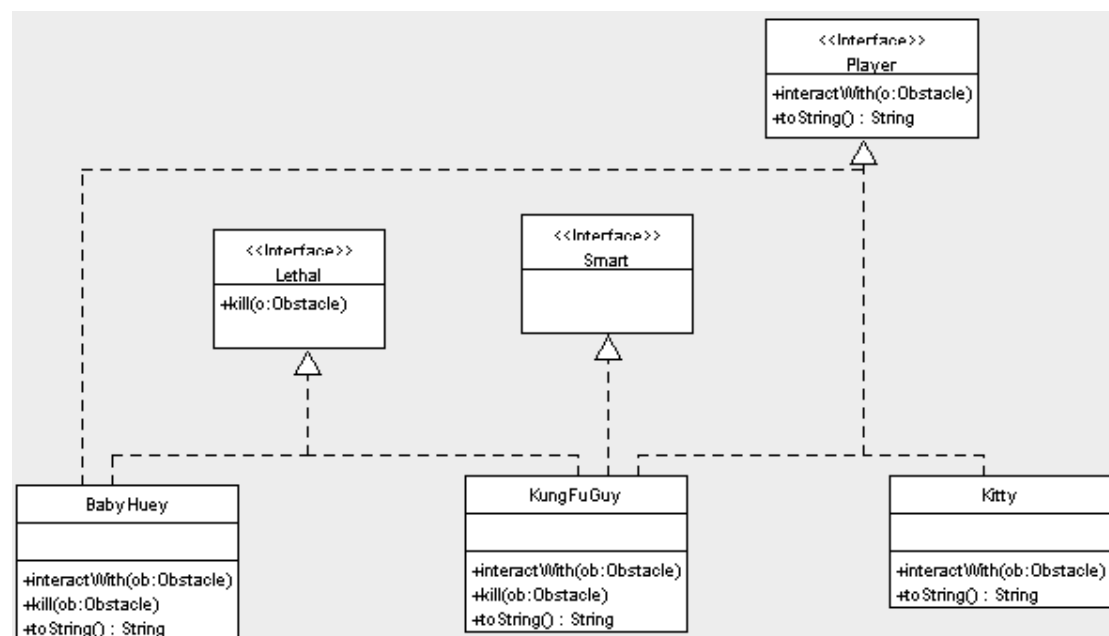 <<Interface>>
Player
+interactWith(o:Obstacle)
+toString() : String
<<Interface>>
Lethal
+kill(o:Obstacle)
<<Interface>>
Smart
BabyHuey
+interactWith(ob:Obstacle)
+kill(ob:Obstacle)
+toString() : String
KungFuGuy
+interactWith(ob:Obstacle)
+kill(ob:Obstacle)
+toString() : String
Kitty
+interactWith(ob:Obstacle)
+toString() : String